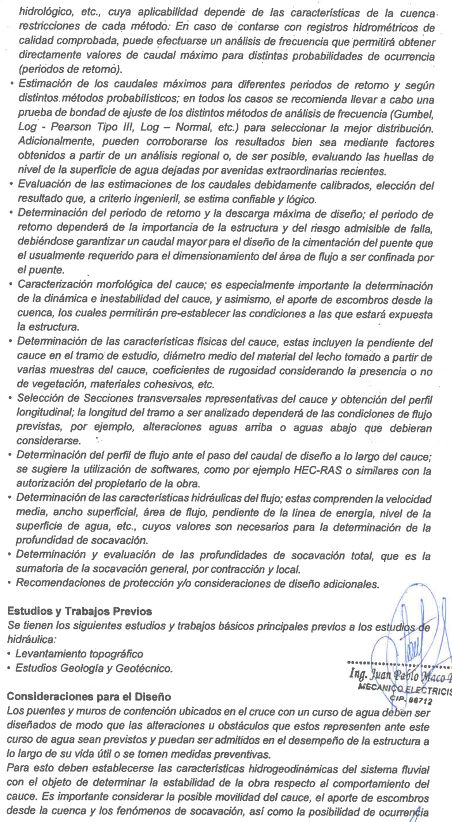 hidrológico, etc., cuya aplicabilidad depende de las características de la cuenca
restricciones de cada método: En caso de contarse con registros hidrométricos de
calidad comprobada, puede efectuarse un análisis de frecuencia que permitirá obtener
directamente valores de caudal máximo para distintas probabilidades de ocurrencia
(períodos de retorno).
• Estimación de los caudales máximos para diferentes periodos de retorno y según
distintos métodos probabilísticos; en todos los casos se recomienda llevar a cabo una
prueba de bondad de ajuste de los distintos métodos de análisis de frecuencia (Gumbel,
Log - Pearson Tipo III, Log – Normal, etc.) para seleccionar la mejor distribución.
Adicionalmente, pueden corroborarse los resultados bien sea mediante factores
obtenidos a partir de un análisis regional o, de ser posible, evaluando las huellas de
nivel de la superficie de agua dejadas por avenidas extraordinarias recientes.
• Evaluación de las estimaciones de los caudales debidamente calibrados, elección del
resultado que, a criterio ingenieril, se estima confiable y lógico.
• Determinación del periodo de retorno y la descarga máxima de diseño; el periodo de
retorno dependerá de la importancia de la estructura y del riesgo admisible de falla,
debiéndose garantizar un caudal mayor para el diseño de la cimentación del puente que
el usualmente requerido para el dimensionamiento del área de flujo a ser confinada por
el puente.
• Caracterización morfológica del cauce; es especialmente importante la determinación
de la dinámica e inestabilidad del cauce, y asimismo, el aporte de escombros desde la
cuenca, los cuales permitirán pre-establecer las condiciones a las que estará expuesta
la estructura.
• Determinación de las características físicas del cauce, estas incluyen la pendiente del
cauce en el tramo de estudio, diámetro medio del material del lecho tomado a partir de
varias muestras del cauce, coeficientes de rugosidad considerando la presencia o no
de vegetación, materiales cohesivos, etc.
• Selección de Secciones transversales representativas del cauce y obtención del perfil
longitudinal; la longitud del tramo a ser analizado dependerá de las condiciones de flujo
previstas, por ejemplo, alteraciones aguas arriba o aguas abajo que debieran
considerarse.
• Determinación del perfil de flujo ante el paso del caudal de diseño a lo largo del cauce;
se sugiere la utilización de softwares, como por ejemplo HEC-RAS o similares con la
autorización del propietario de la obra.
• Determinación de las características hidráulicas del flujo; estas comprenden la velocidad
media, ancho superficial, área de flujo, pendiente de la línea de energía, nivel de la
superficie de agua, etc., cuyos valores son necesarios para la determinación de la
profundidad de socavación.
• Determinación y evaluación de las profundidades de socavación total, que es la
sumatoria de la socavación general, por contracción y local.
• Recomendaciones de protección y/o consideraciones de diseño adicionales.
Estudios y Trabajos Previos
Se tienen los siguientes estudios y trabajos básicos principales previos a los estudios de
hidráulica:
• Levantamiento topográfico
• Estudios Geología y Geotécnico.
Ing. Juan Pablo Maco
MECANICO ELECTRICIS
CIP. 96712
Consideraciones para el Diseño
Los puentes y muros de contención ubicados en el cruce con un curso de agua deben ser
diseñados de modo que las alteraciones u obstáculos que estos representen ante este
curso de agua sean previstos y puedan ser admitidos en el desempeño de la estructura a
lo largo de su vida útil o se tomen medidas preventivas.
Para esto deben establecerse las características hidrogeodinámicas del sistema fluvial
con el objeto de determinar la estabilidad de la obra respecto al comportamiento del
cauce. Es importante considerar la posible movilidad del cauce, el aporte de escombros
desde la cuenca y los fenómenos de socavación, así como la posibilidad de ocurrencia